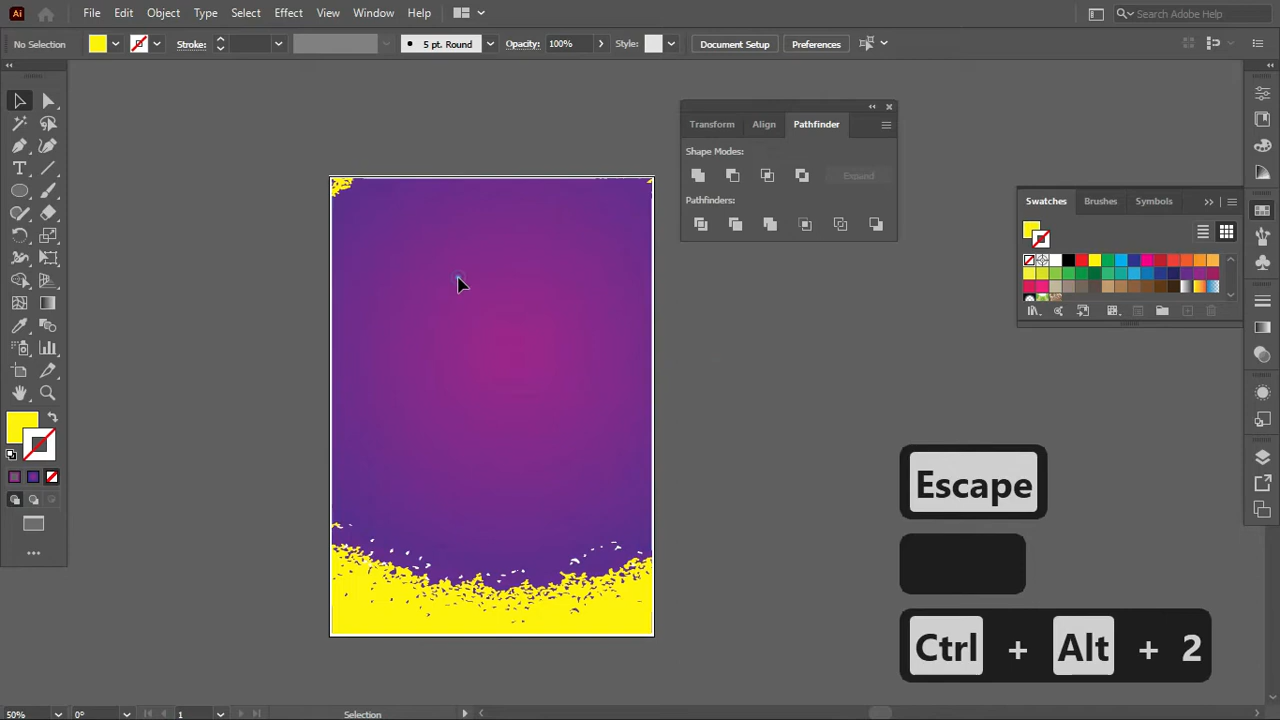 Ai File Edit Object Type Select Effect View Window Help Search Adobe Help
No Selection Stroke: 5 pt. Round Opacity: 100% Style: Document Setup Preferences
Transform Align Pathfinder
Shape Modes:
Expand
Pathfinders:
Swatches Brushes Symbols
Escape
Ctrl + Alt + 2
50% 0° 1 Selection